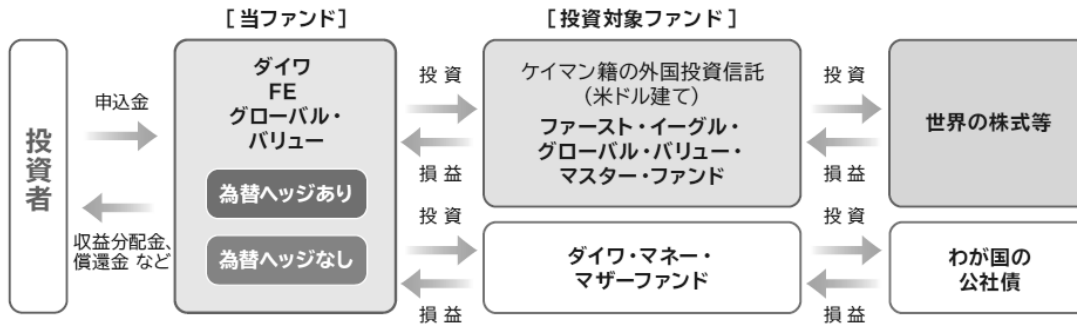 [当ファンド]
[投資対象ファンド]
投資者
申込金
収益分配金、
償還金 など
ダイワ
FE
グローバル・
バリュー
為替ヘッジあり
為替ヘッジなし
投 資
損 益
投 資
損 益
ケイマン籍の外国投資信託
（米ドル建て）
ファースト・イーグル・
グローバル・バリュー・
マスター・ファンド
ダイワ・マネー・
マザーファンド
投 資
損 益
投 資
損 益
世界の株式等
わが国の
公社債